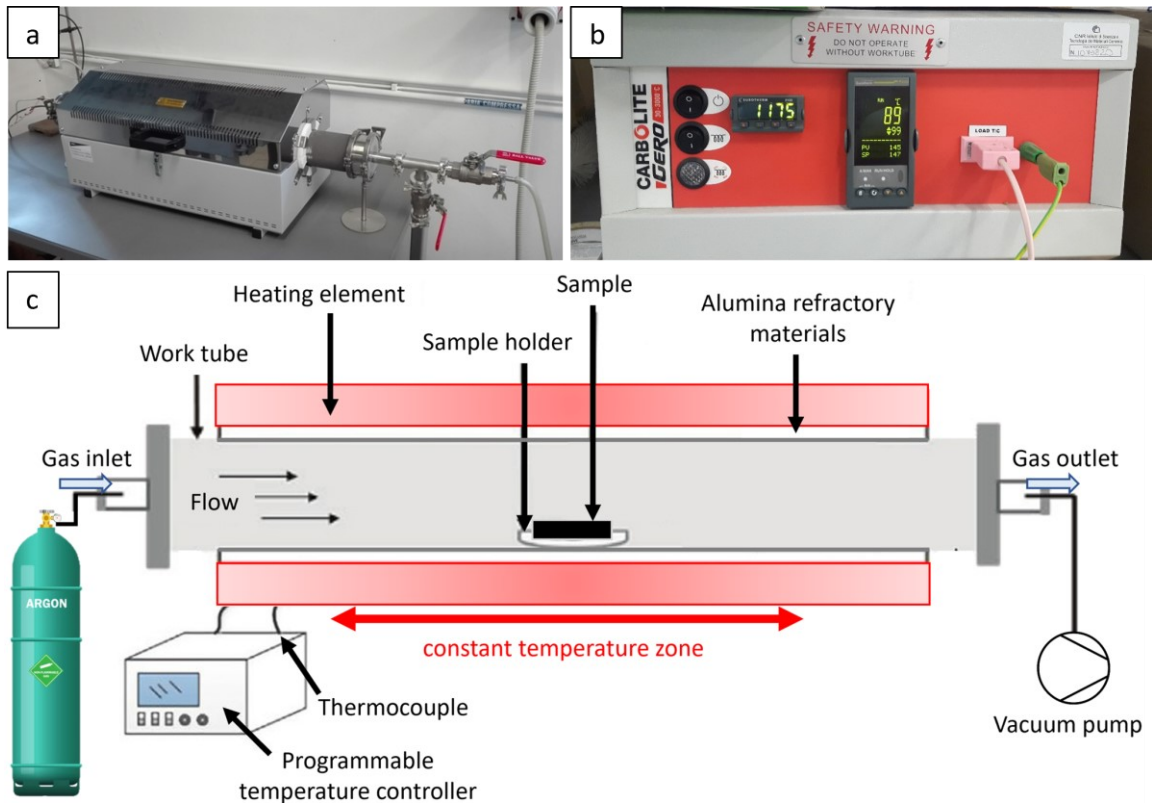 a
b
SAFETY WARNING
DO NOT OPERATE
WITHOUT WORKTUBE
CARBOLITE
GERO 30-3000°C
1175
°C
89
PV 145
SP 147
LOAD T/C
c
Heating element
Sample
Alumina refractory
materials
Sample holder
Work tube
Gas inlet
Flow
Gas outlet
ARGON
constant temperature zone
Thermocouple
Programmable
temperature controller
Vacuum pump